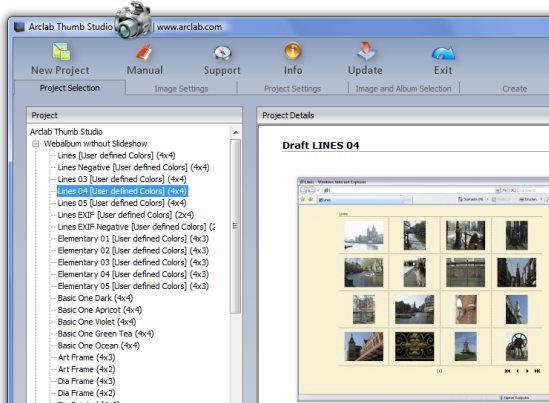 Arclab Thumb Studio | www.arclab.com
New Project Manual Support Info Update Exit
Project Selection Image Settings Project Settings Image and Album Selection Create
Project
Arclab Thumb Studio
Webalbum without Slideshow
Lines [User defined Colors] (4x4)
Lines Negative [User defined Colors] (4x4)
Lines 03 [User defined Colors] (4x4)
Lines 04 [User defined Colors] (4x4)
Lines 05 [User defined Colors] (4x4)
Lines EXIF [User defined Colors] (2x4)
Lines EXIF Negative [User defined Colors] (2
Elementary 01 [User defined Colors] (4x3)
Elementary 02 [User defined Colors] (4x3)
Elementary 03 [User defined Colors] (4x3)
Elementary 04 [User defined Colors] (4x3)
Elementary 05 [User defined Colors] (4x3)
Basic One Dark (4x4)
Basic One Apricot (4x4)
Basic One Violet (4x4)
Basic One Green Tea (4x4)
Basic One Ocean (4x4)
Art Frame (4x3)
Art Frame (4x2)
Dia Frame (4x3)
Dia Frame (4x2)
Project Details
Draft LINES 04
Lines - Windows Internet Explorer
Lines
Startseite (M)
Drucken
Lines
[1]